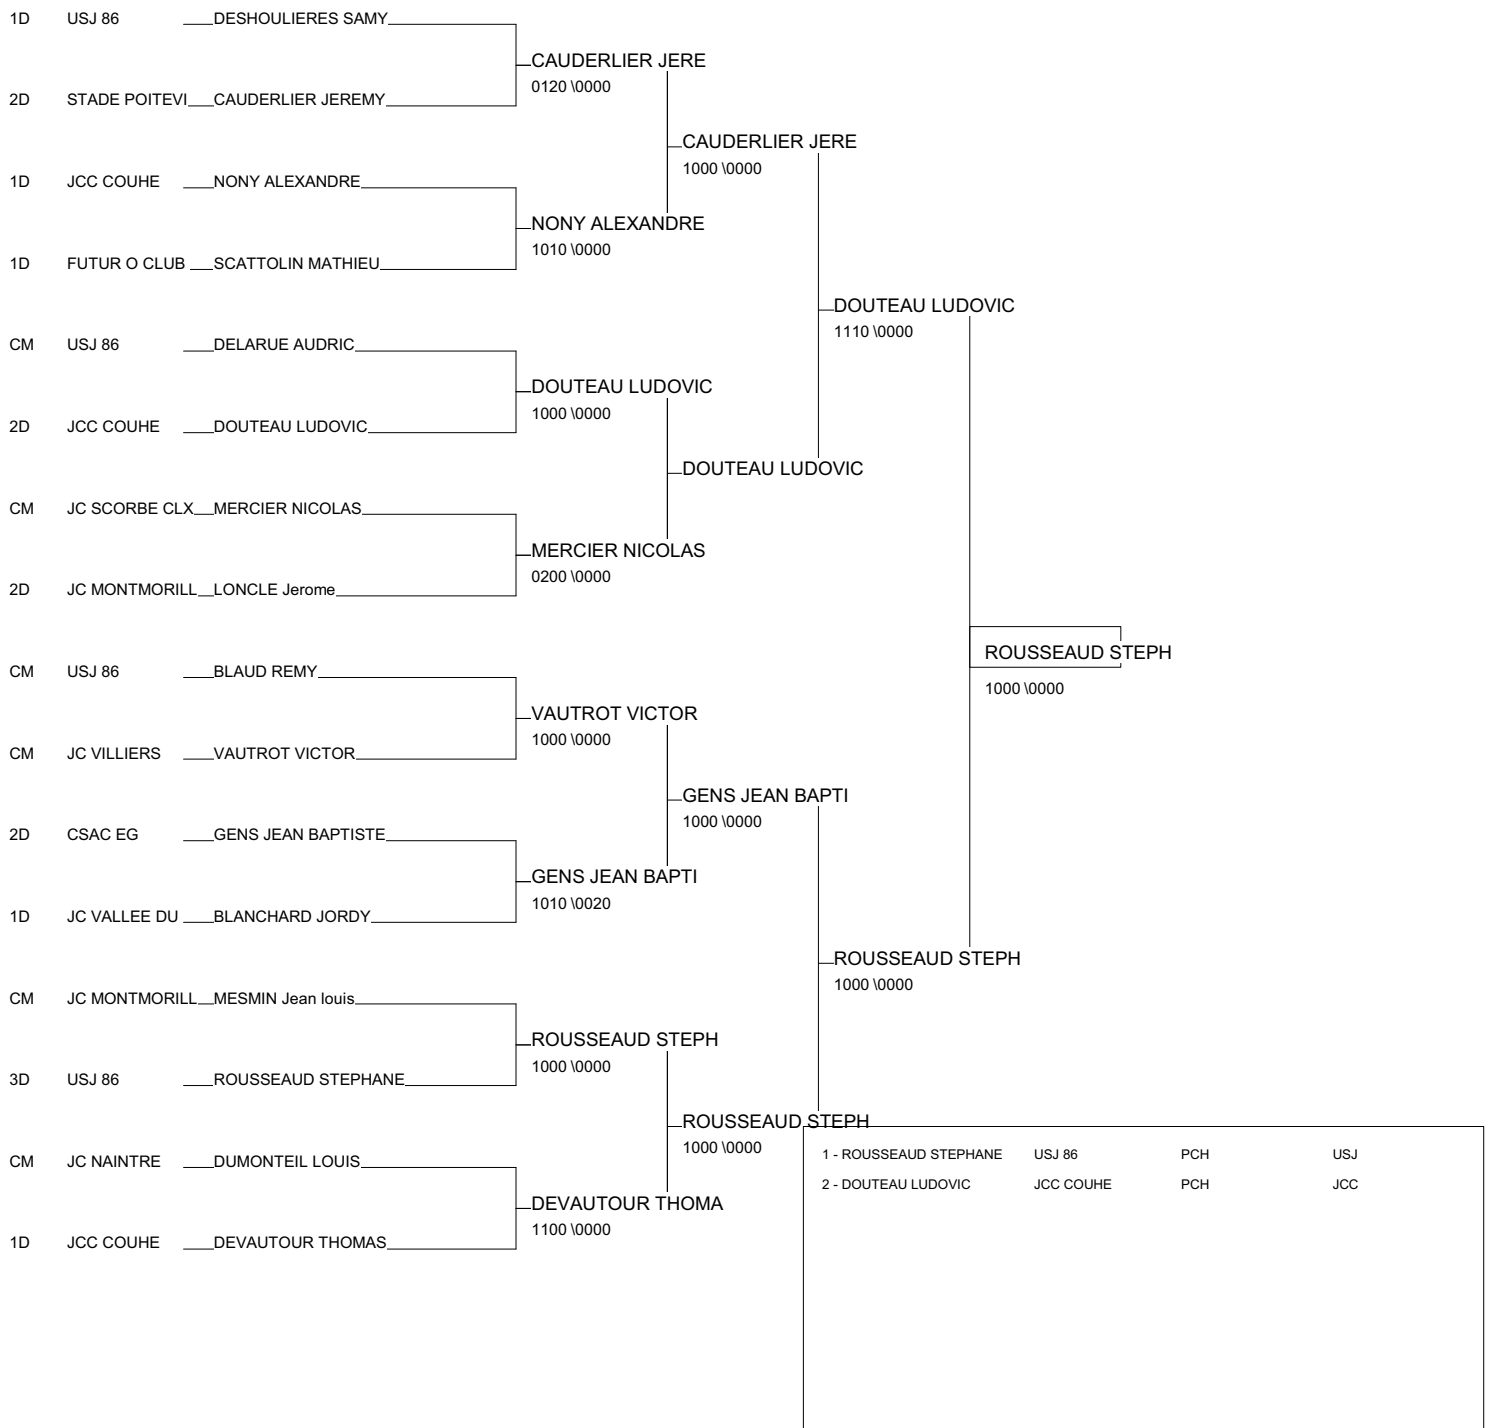 1D USJ 86 DESHOULIERES SAMY
CAUDERLIER JERE
0120 \0000
2D STADE POITEVI CAUDERLIER JEREMY
CAUDERLIER JERE
1000 \0000
1D JCC COUHE NONY ALEXANDRE
NONY ALEXANDRE
1010 \0000
1D FUTUR O CLUB SCATTOLIN MATHIEU
DOUTEAU LUDOVIC
1110 \0000
CM USJ 86 DELARUE AUDRIC
DOUTEAU LUDOVIC
1000 \0000
2D JCC COUHE DOUTEAU LUDOVIC
DOUTEAU LUDOVIC
CM JC SCORBE CLX MERCIER NICOLAS
MERCIER NICOLAS
0200 \0000
2D JC MONTMORILL LONCLE Jerome
ROUSSEAUD STEPH
1000 \0000
CM USJ 86 BLAUD REMY
VAUTROT VICTOR
1000 \0000
CM JC VILLIERS VAUTROT VICTOR
GENS JEAN BAPTI
1000 \0000
2D CSAC EG GENS JEAN BAPTISTE
GENS JEAN BAPTI
1010 \0020
1D JC VALLEE DU BLANCHARD JORDY
ROUSSEAUD STEPH
1000 \0000
CM JC MONTMORILL MESMIN Jean louis
ROUSSEAUD STEPH
1000 \0000
3D USJ 86 ROUSSEAUD STEPHANE
ROUSSEAUD STEPH
1000 \0000
CM JC NAINTRE DUMONTEIL LOUIS
DEVAUTOUR THOMA
1100 \0000
1D JCC COUHE DEVAUTOUR THOMAS
1 - ROUSSEAUD STEPHANE USJ 86 PCH USJ
2 - DOUTEAU LUDOVIC JCC COUHE PCH JCC